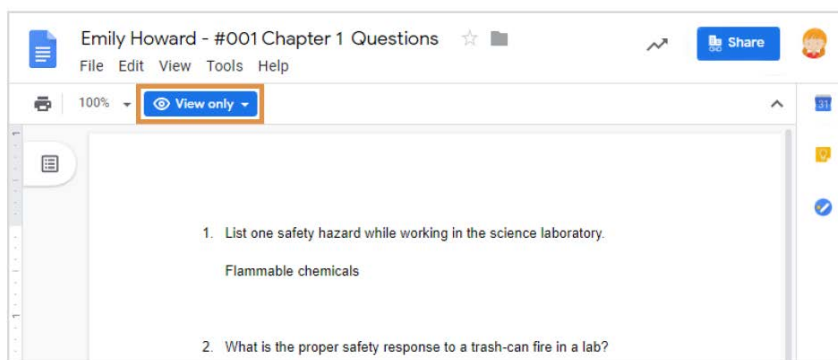 Emily Howard - #001 Chapter 1 Questions
Share
File Edit View Tools Help
100% View only
31
1. List one safety hazard while working in the science laboratory.
Flammable chemicals
2. What is the proper safety response to a trash-can fire in a lab?